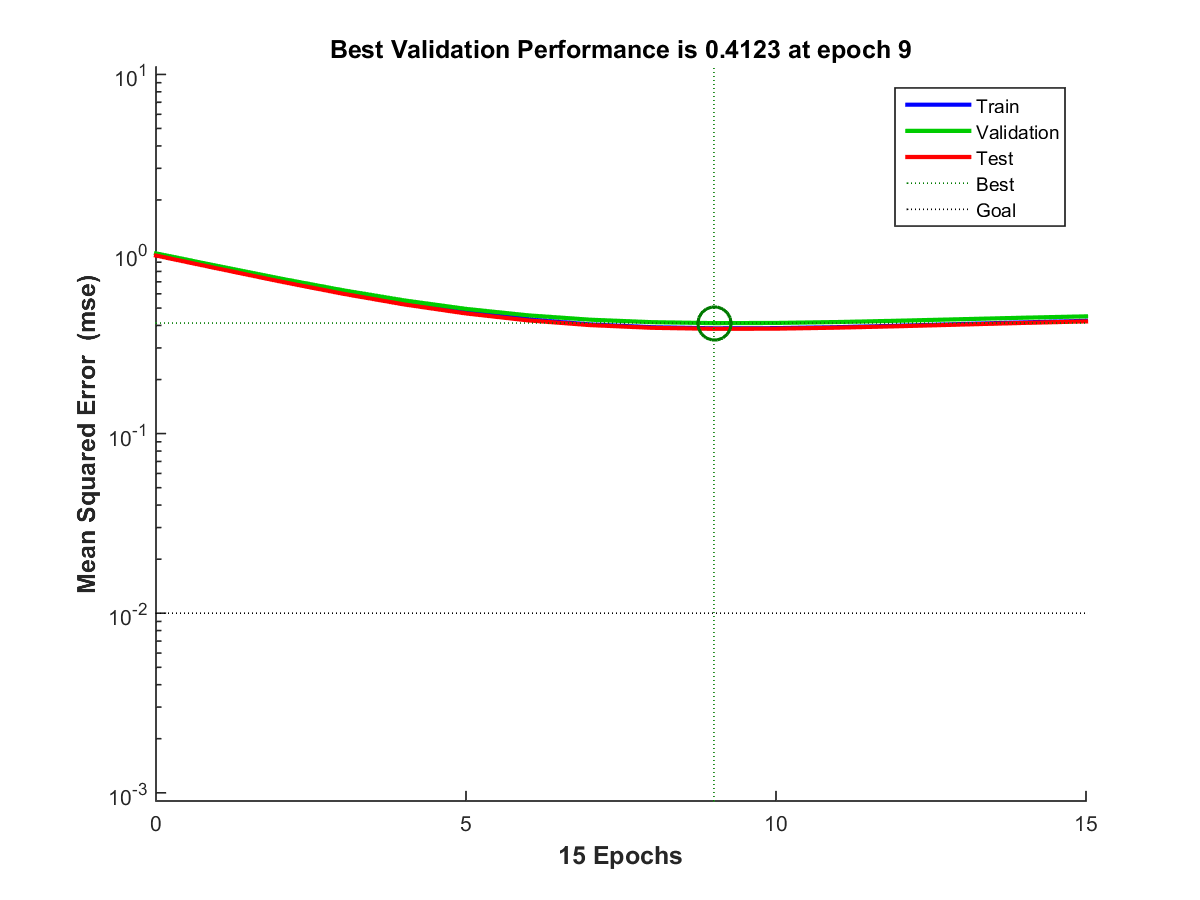 Best Validation Performance is 0.4123 at epoch 9
10^1
10^0
10^-1
10^-2
10^-3
Mean Squared Error (mse)
Train
Validation
Test
Best
Goal
0 5 10 15
15 Epochs